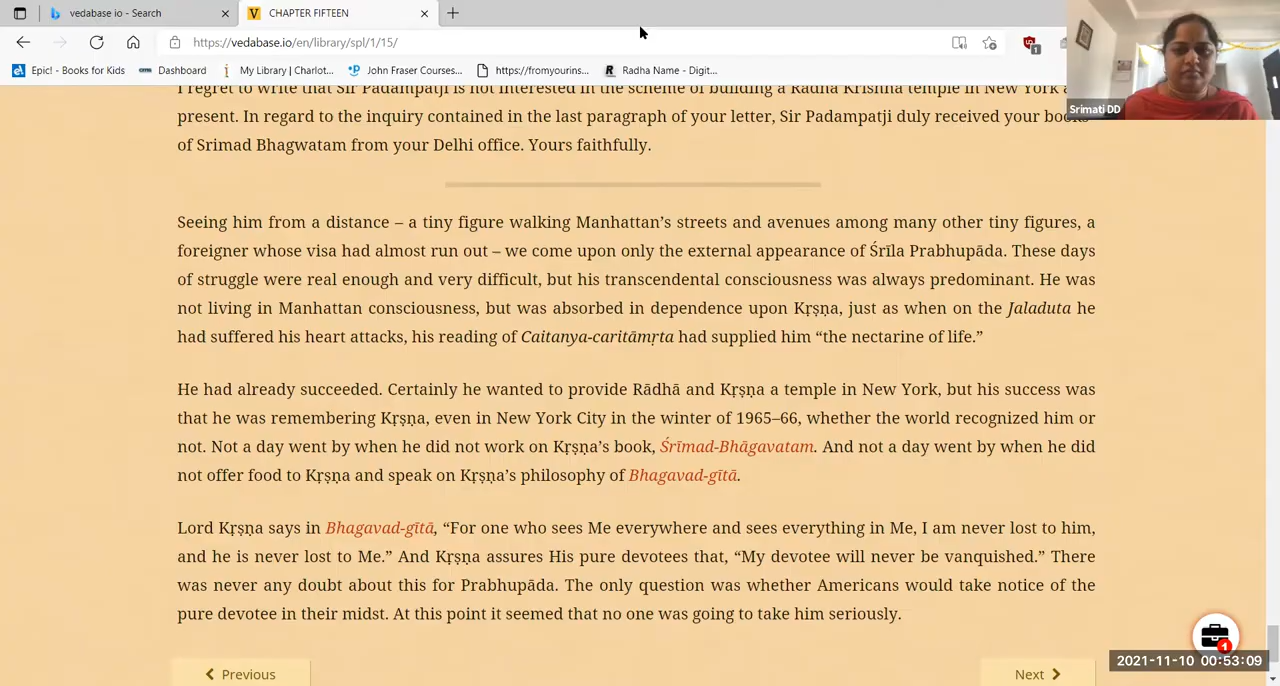 vedabase io - Search
CHAPTER FIFTEEN
https://vedabase.io/en/library/spl/1/15/
1
Epic! - Books for Kids
Dashboard
My Library | Charlot...
John Fraser Courses...
https://fromyourins...
Radha Name - Digit...
Srimati DD
I regret to write that Sir Padampatji is not interested in the scheme of building a Radha Krishna temple in New York
present. In regard to the inquiry contained in the last paragraph of your letter, Sir Padampatji duly received your books
of Srimad Bhagwatam from your Delhi office. Yours faithfully.
Seeing him from a distance – a tiny figure walking Manhattan’s streets and avenues among many other tiny figures, a
foreigner whose visa had almost run out – we come upon only the external appearance of Śrīla Prabhupāda. These days
of struggle were real enough and very difficult, but his transcendental consciousness was always predominant. He was
not living in Manhattan consciousness, but was absorbed in dependence upon Kṛṣṇa, just as when on the Jaladuta he
had suffered his heart attacks, his reading of Caitanya-caritāmṛta had supplied him “the nectarine of life.”
He had already succeeded. Certainly he wanted to provide Rādhā and Kṛṣṇa a temple in New York, but his success was
that he was remembering Kṛṣṇa, even in New York City in the winter of 1965–66, whether the world recognized him or
not. Not a day went by when he did not work on Kṛṣṇa’s book, Śrīmad-Bhāgavatam. And not a day went by when he did
not offer food to Kṛṣṇa and speak on Kṛṣṇa’s philosophy of Bhagavad-gītā.
Lord Kṛṣṇa says in Bhagavad-gītā, “For one who sees Me everywhere and sees everything in Me, I am never lost to him,
and he is never lost to Me.” And Kṛṣṇa assures His pure devotees that, “My devotee will never be vanquished.” There
was never any doubt about this for Prabhupāda. The only question was whether Americans would take notice of the
pure devotee in their midst. At this point it seemed that no one was going to take him seriously.
1
2021-11-10 00:53:09
Previous
Next